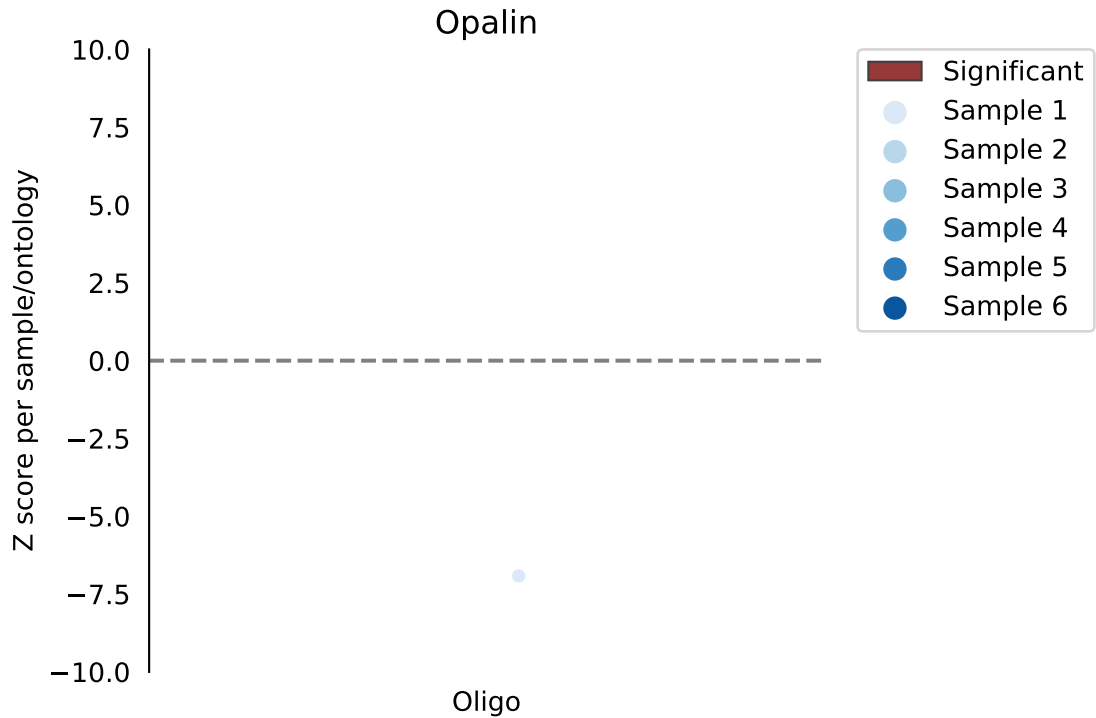 Opalin
10.0
7.5
5.0
2.5
0.0
−2.5
−5.0
−7.5
−10.0
Z score per sample/ontology
Oligo
Significant
Sample 1
Sample 2
Sample 3
Sample 4
Sample 5
Sample 6